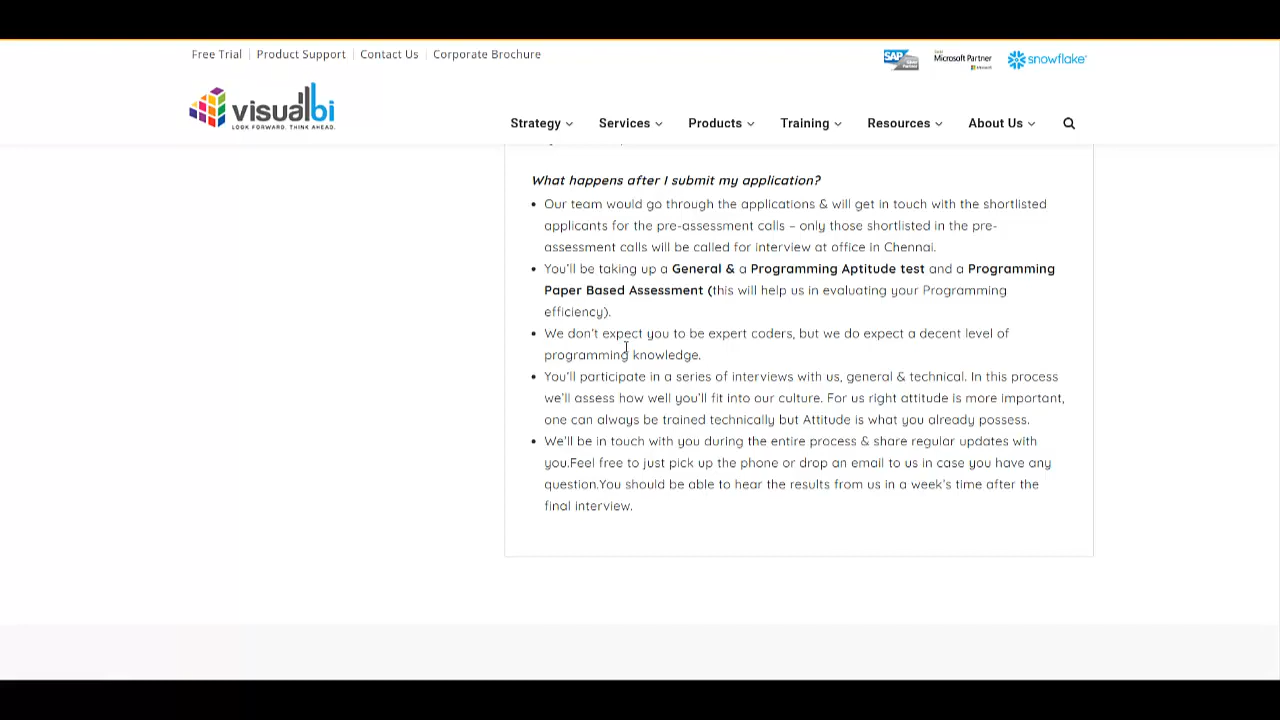 Free Trial
Product Support
Contact Us
Corporate Brochure
SAP
Microsoft Partner
Microsoft
snowflake
visualbi
LOOK FORWARD. THINK AHEAD.
Strategy
Services
Products
Training
Resources
About Us
What happens after I submit my application?
• Our team would go through the applications & will get in touch with the shortlisted
applicants for the pre-assessment calls – only those shortlisted in the pre-
assessment calls will be called for interview at office in Chennai.
• You'll be taking up a General & a Programming Aptitude test and a Programming
Paper Based Assessment (this will help us in evaluating your Programming
efficiency).
• We don't expect you to be expert coders, but we do expect a decent level of
programming knowledge.
• You'll participate in a series of interviews with us, general & technical. In this process
we'll assess how well you'll fit into our culture. For us right attitude is more important,
one can always be trained technically but Attitude is what you already possess.
• We'll be in touch with you during the entire process & share regular updates with
you.Feel free to just pick up the phone or drop an email to us in case you have any
question.You should be able to hear the results from us in a week's time after the
final interview.